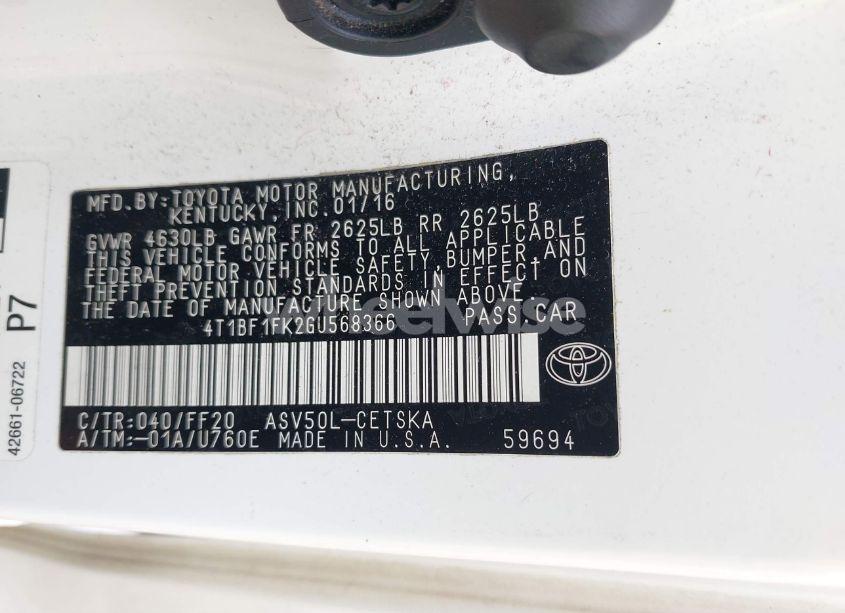 MFD. BY: TOYOTA MOTOR MANUFACTURING,
KENTUCKY, INC. 01/16
GVWR 4630LB GAWR FR 2625LB RR 2625LB
THIS VEHICLE CONFORMS TO ALL APPLICABLE
FEDERAL MOTOR VEHICLE SAFETY, BUMPER, AND
THEFT PREVENTION STANDARDS IN EFFECT ON
THE DATE OF MANUFACTURE SHOWN ABOVE.
4T1BF1FK2GU568366 PASS CAR
C/TR: 040/FF20 ASV50L-CETSKA
A/TM: -01A/U760E MADE IN U.S.A. 59694
P7
42661-06722